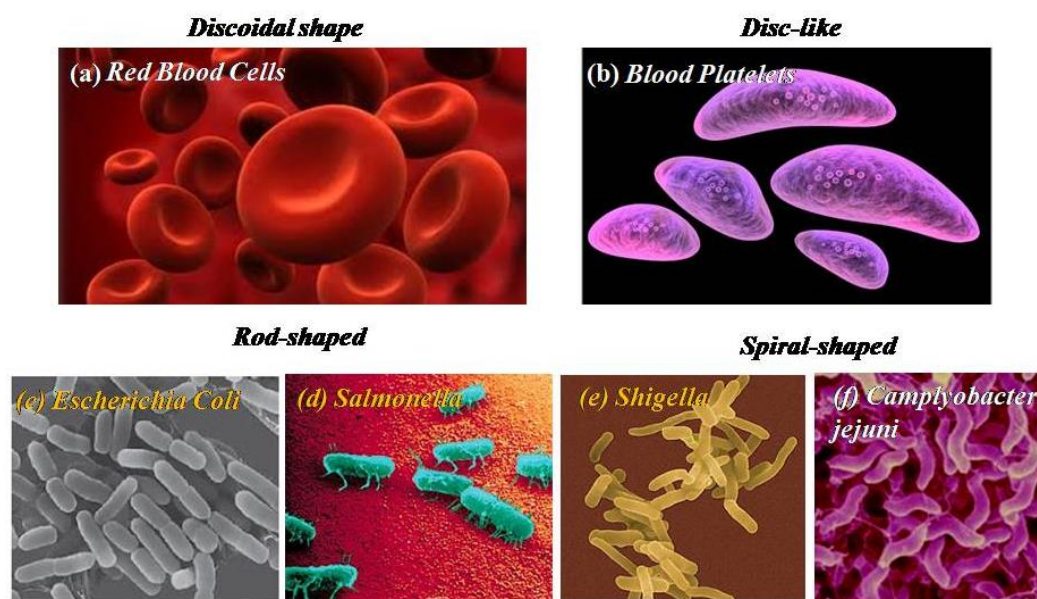 Discoidal shape
Disc-like
(a) Red Blood Cells
(b) Blood Platelets
Rod-shaped
Spiral-shaped
(c) Escherichia Coli
(d) Salmonella
(e) Shigella
(f) Camplyobacter
jejuni